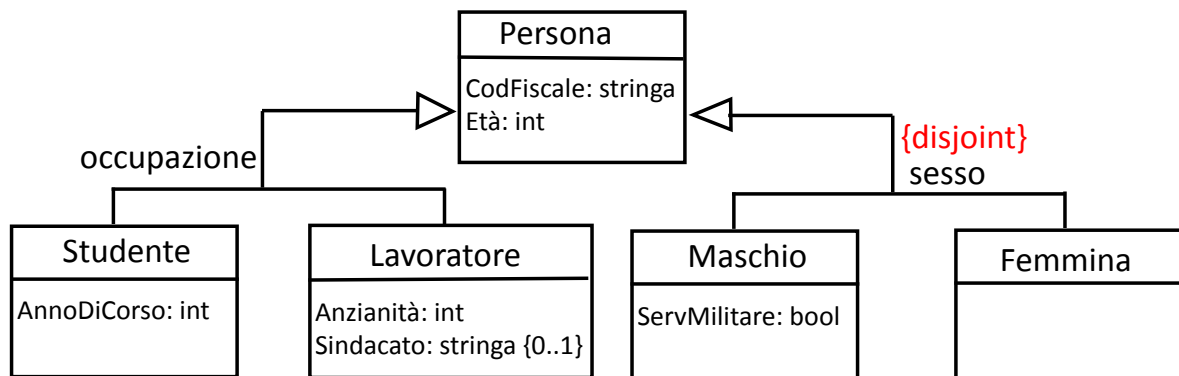 Persona
CodFiscale: stringa
Età: int
occupazione
{disjoint}
sesso
Studente
AnnoDiCorso: int
Lavoratore
Anzianità: int
Sindacato: stringa {0..1}
Maschio
ServMilitare: bool
Femmina